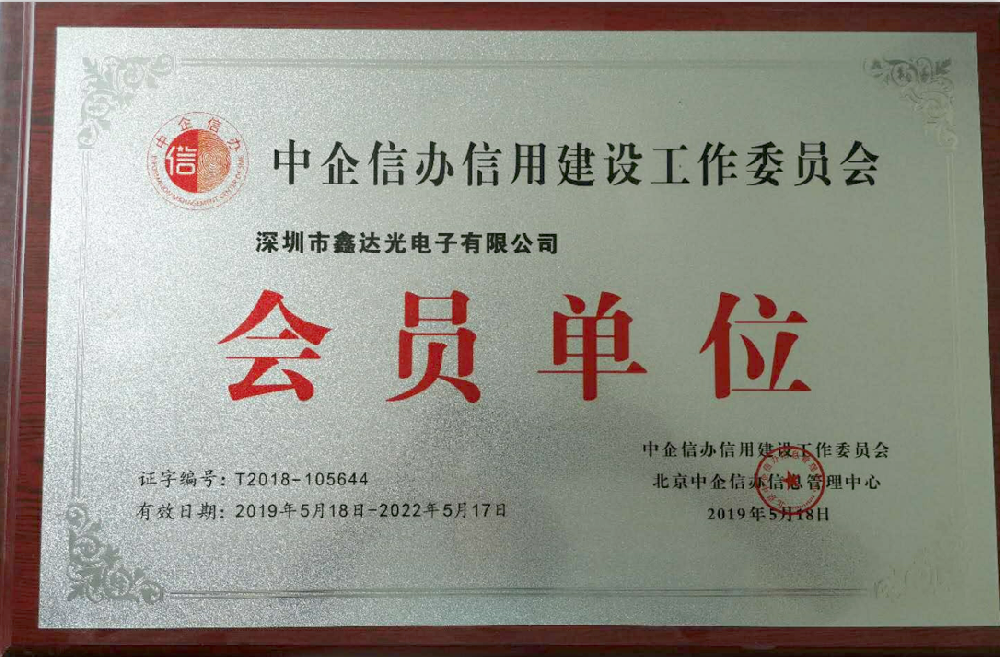 中企信办
信
中企信办信用建设工作委员会
深圳市鑫达光电子有限公司
会员单位
证字编号：T2018-105644
有效日期：2019年5月18日-2022年5月17日
中企信办信用建设工作委员会
北京中企信办信息管理中心
2019年5月18日